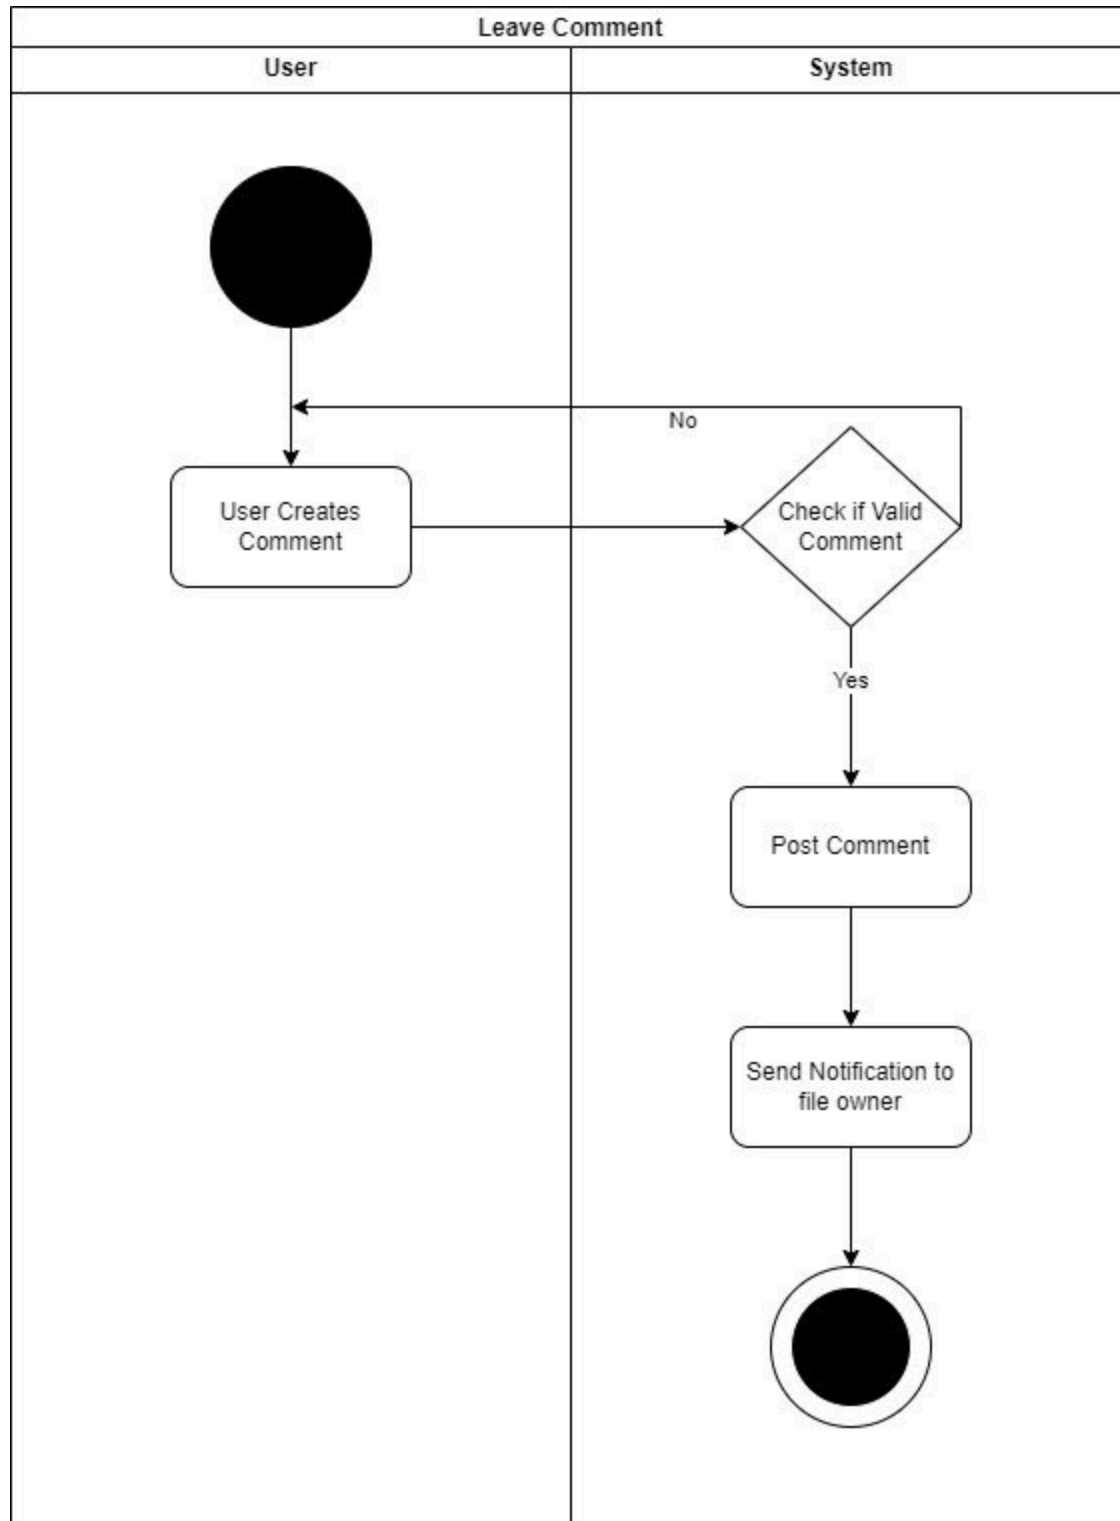 Leave Comment
User
System
No
User Creates
Comment
Check if Valid
Comment
Yes
Post Comment
Send Notification to
file owner